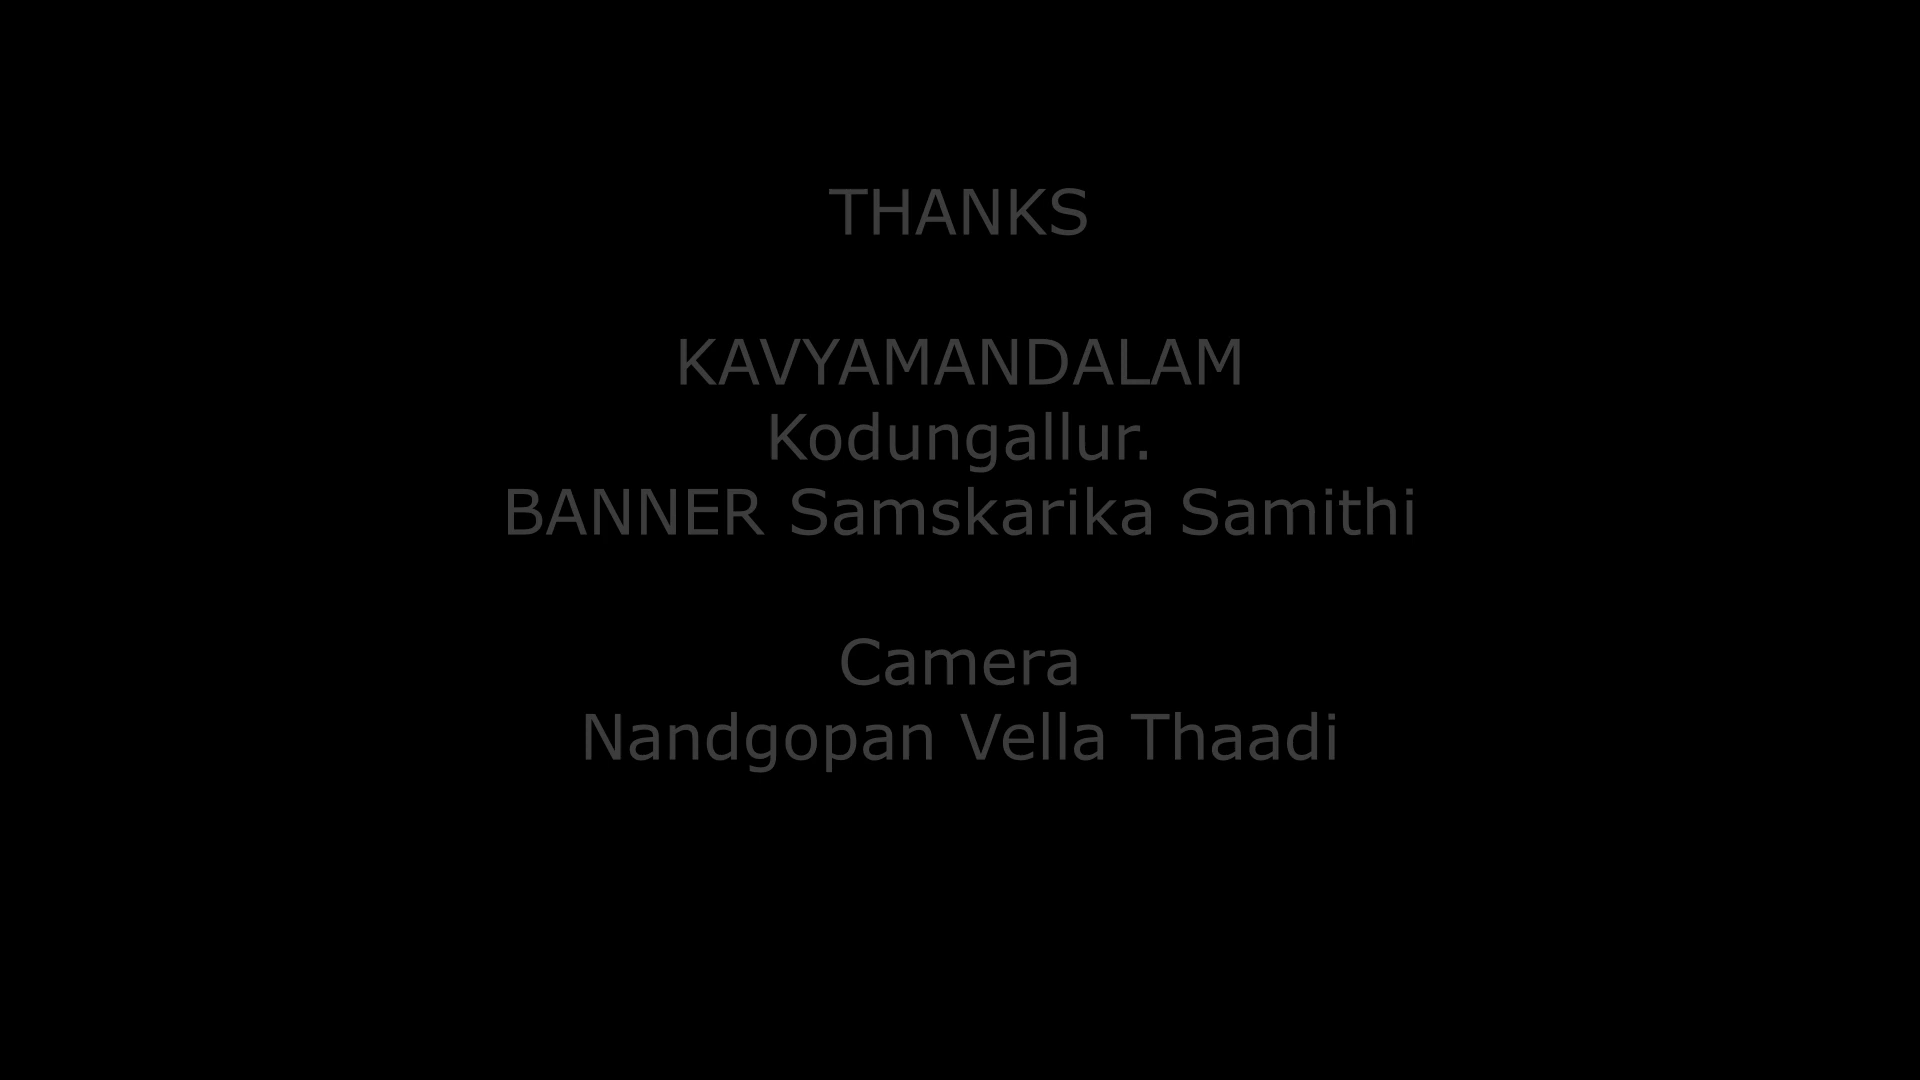 THANKS
KAVYAMANDALAM
Kodungallur.
BANNER Samskarika Samithi
Camera
Nandgopan Vella Thaadi